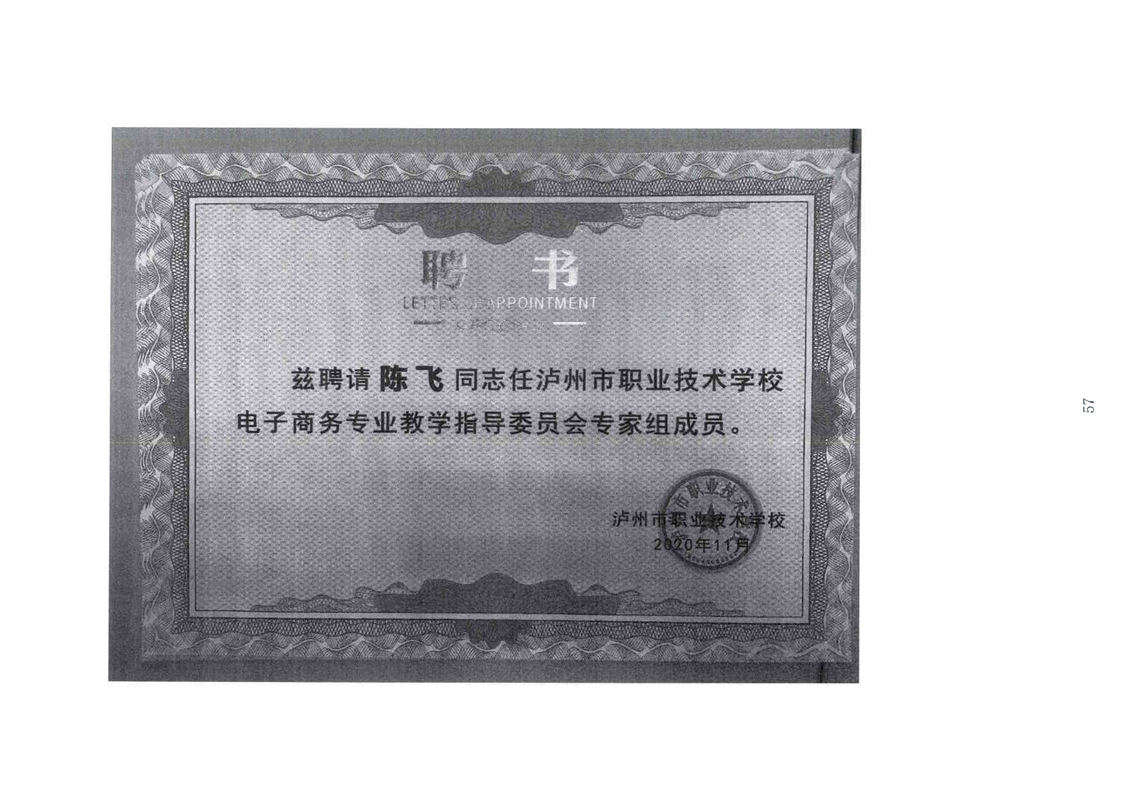 聘 书
LETTER OF APPOINTMENT
兹聘请 陈飞 同志任泸州市职业技术学校
电子商务专业教学指导委员会专家组成员。
泸州市职业技术学校
2020年11月
57